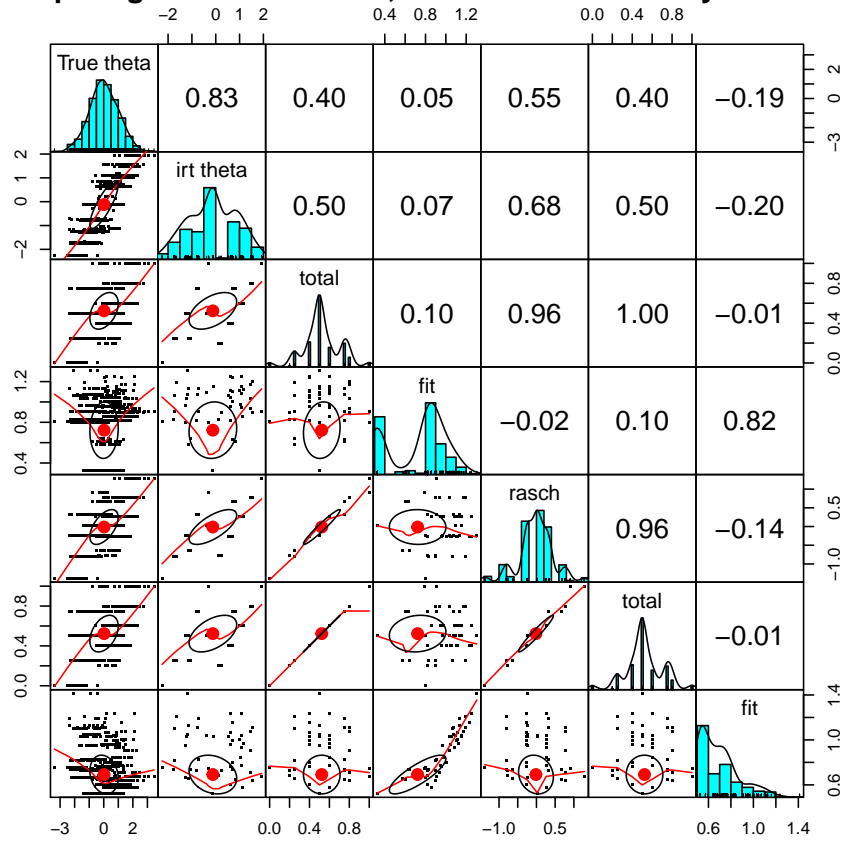 −2 0 1 2 0.4 0.8 1.2 0.0 0.4 0.8
True theta 0.83 0.40 0.05 0.55 0.40 −0.19
−3 0 2
irt theta 0.50 0.07 0.68 0.50 −0.20
−2 0 1 2
total 0.10 0.96 1.00 −0.01
0.0 0.4 0.8
fit −0.02 0.10 0.82
0.4 0.8 1.2
rasch 0.96 −0.14
−1.0 0.5
total −0.01
0.0 0.4 0.8
fit
0.6 1.0 1.4
−3 0 2 0.0 0.4 0.8 −1.0 0.5 0.6 1.0 1.4